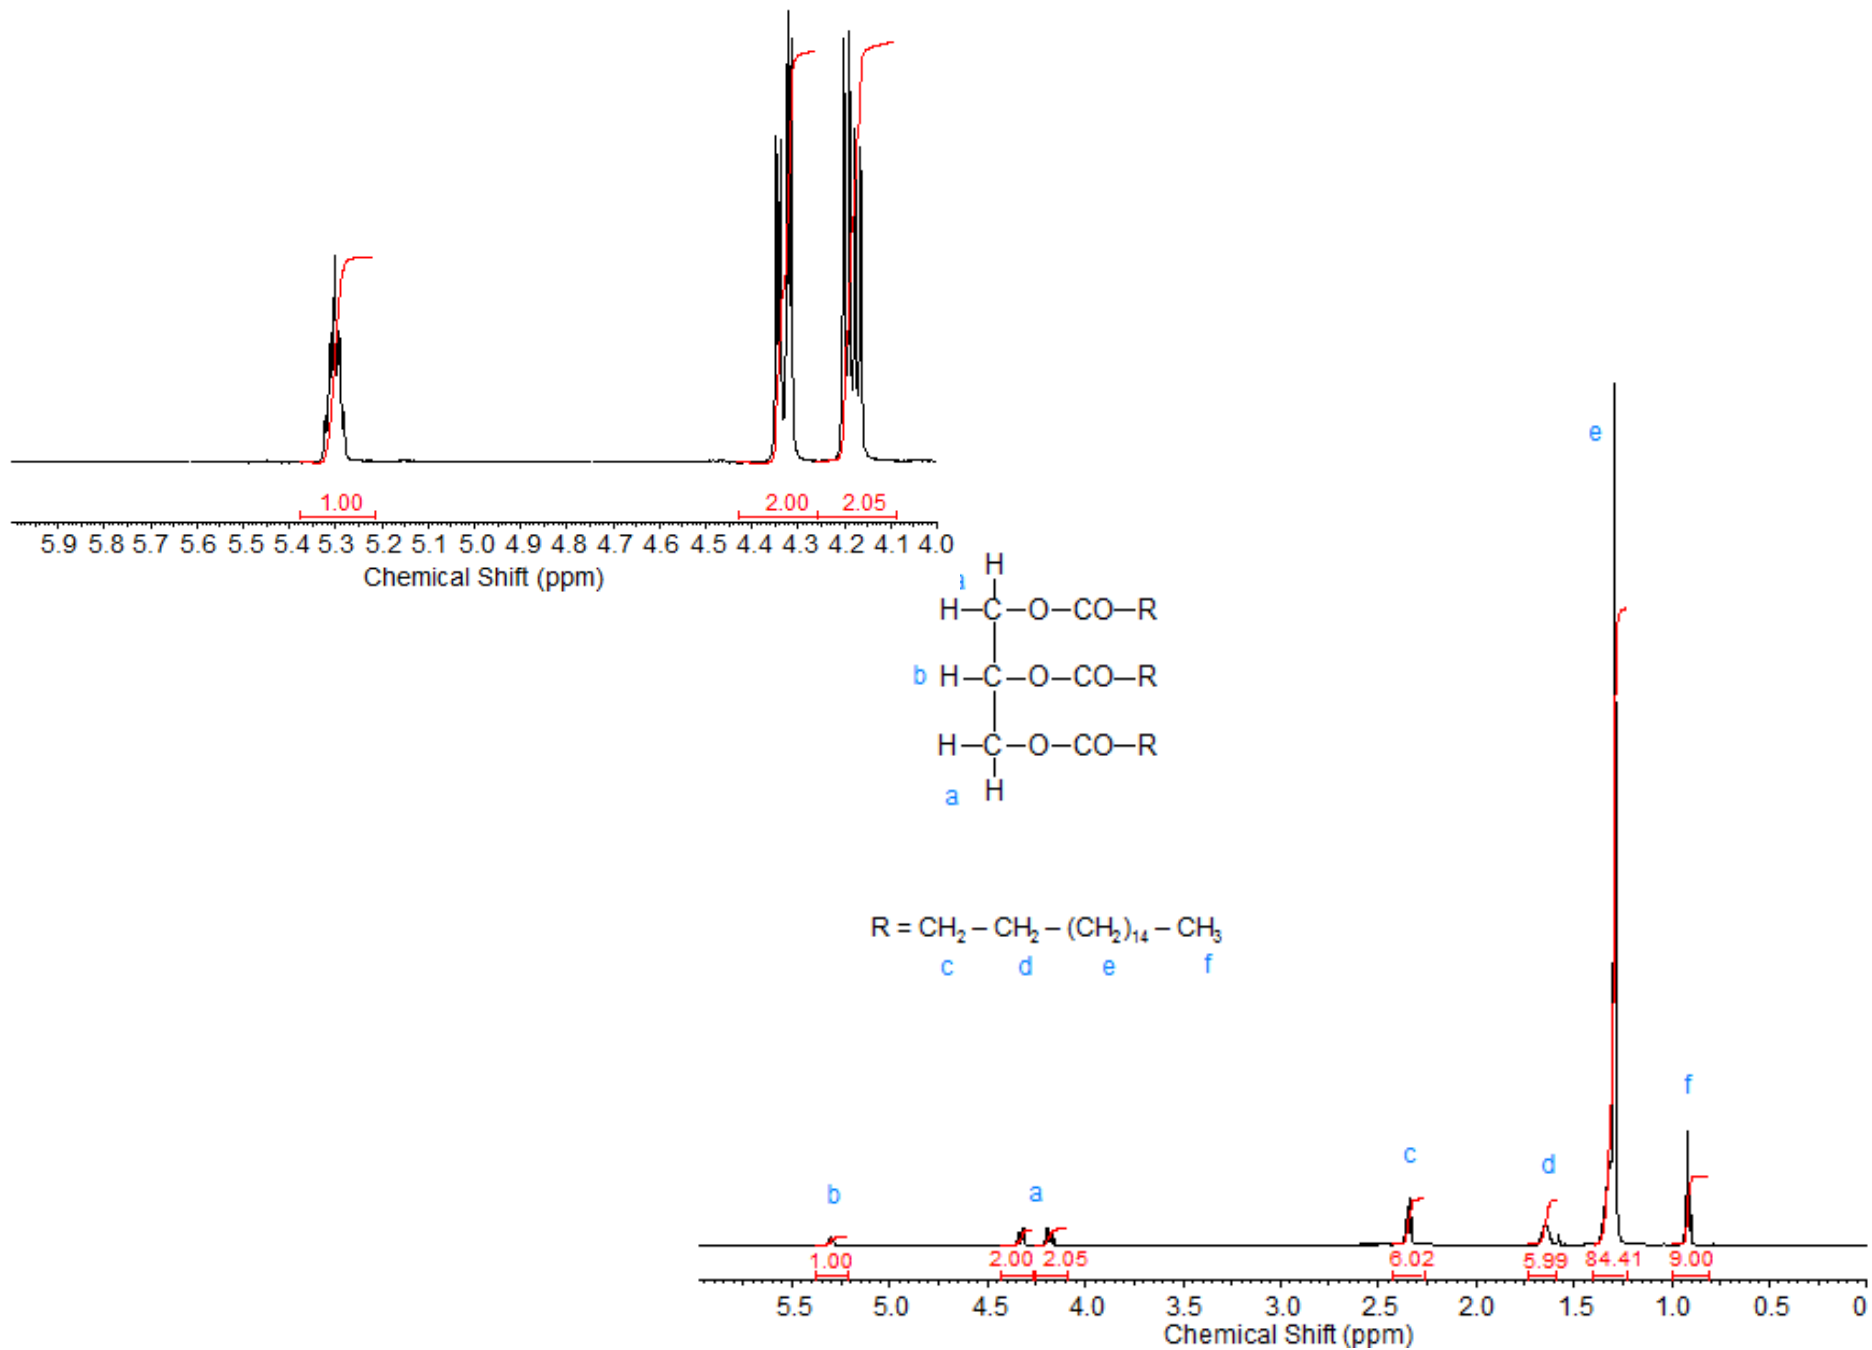 1.00 2.00 2.05
5.9 5.8 5.7 5.6 5.5 5.4 5.3 5.2 5.1 5.0 4.9 4.8 4.7 4.6 4.5 4.4 4.3 4.2 4.1 4.0
Chemical Shift (ppm)
e
H
a
H–C–O–CO–R
b H–C–O–CO–R
H–C–O–CO–R
a H
R = CH₂ – CH₂ – (CH₂)₁₄ – CH₃
c d e f
f
c d
b a
1.00 2.00 2.05 6.02 5.99 84.41 9.00
5.5 5.0 4.5 4.0 3.5 3.0 2.5 2.0 1.5 1.0 0.5 0
Chemical Shift (ppm)